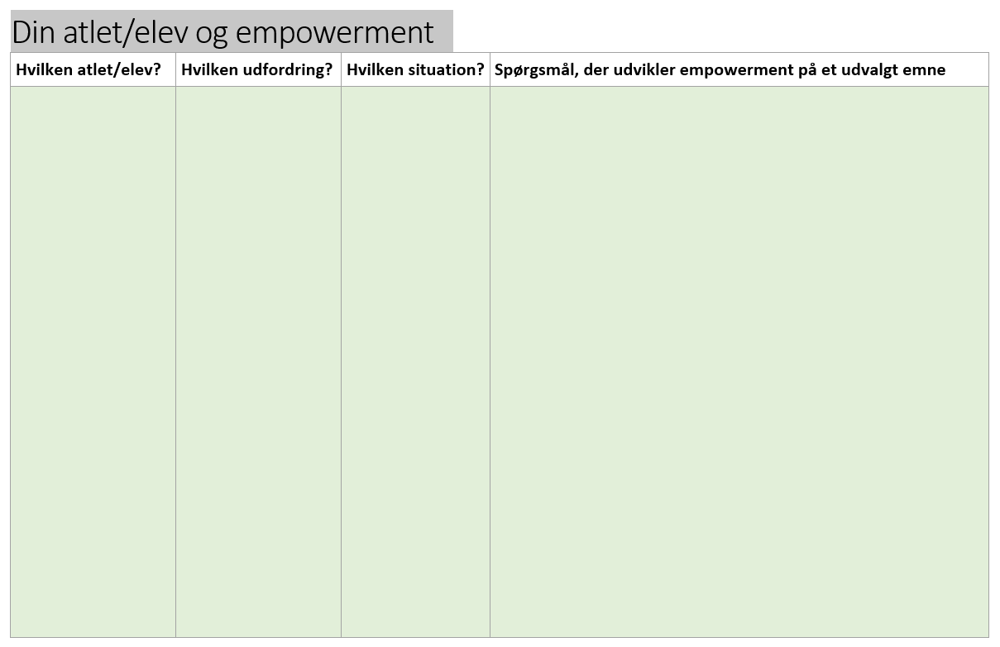 Din atlet/elev og empowerment
Hvilken atlet/elev? Hvilken udfordring? Hvilken situation? Spørgsmål, der udvikler empowerment på et udvalgt emne